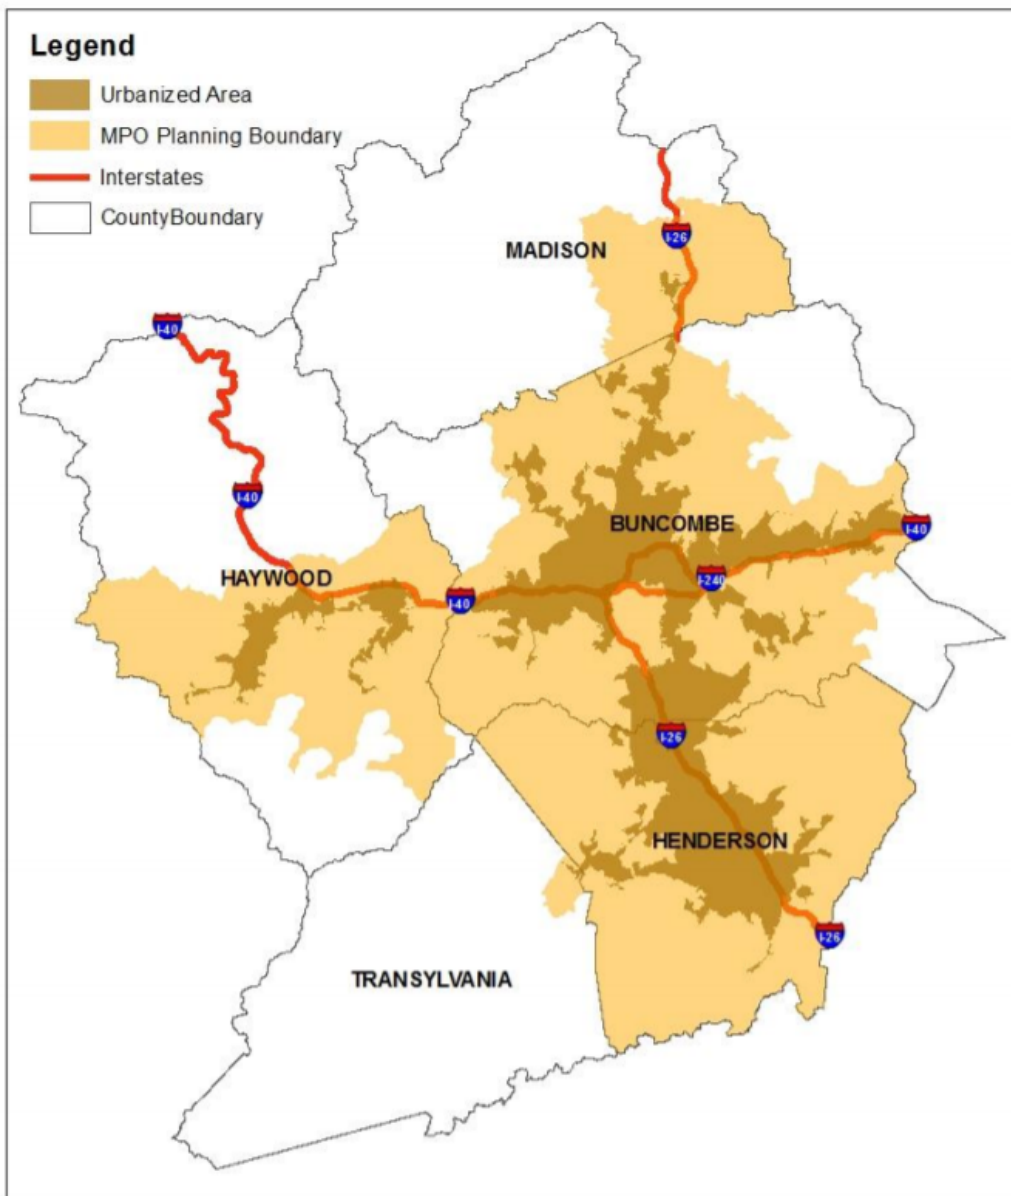 Legend
Urbanized Area
MPO Planning Boundary
Interstates
CountyBoundary
I-26
MADISON
I-40
I-40
BUNCOMBE
I-40
HAYWOOD
I-240
I-40
I-26
HENDERSON
I-26
TRANSYLVANIA